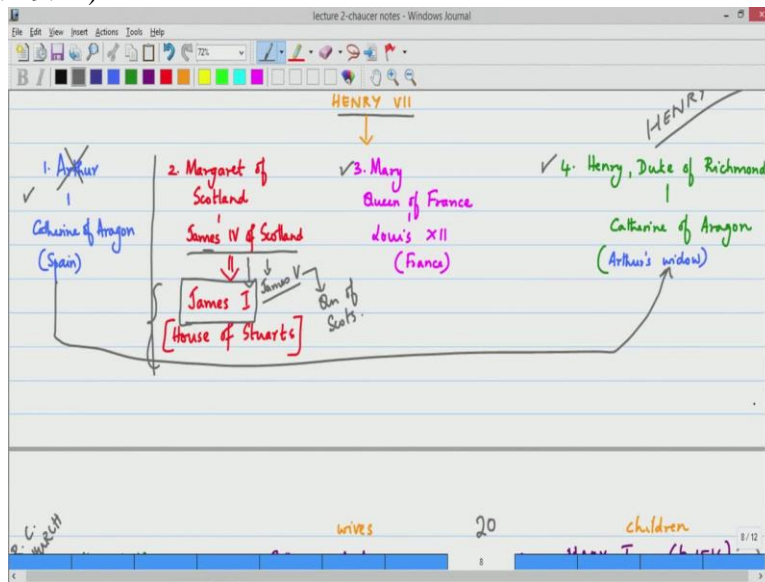 lecture 2-chaucer notes - Windows Journal
File Edit View Insert Actions Tools Help
72%
B I
HENRY VII
HENRY
1. Arthur
Catherine of Aragon
(Spain)
2. Margaret of
Scotland
James IV of Scotland
James I
James V
Qn of
Scots.
[House of Stuarts]
3. Mary
Queen of France
Louis XII
(France)
4. Henry, Duke of Richmond
Catherine of Aragon
(Arthur's widow)
R. C.
CHURCH
wives
20
children
8/12
8